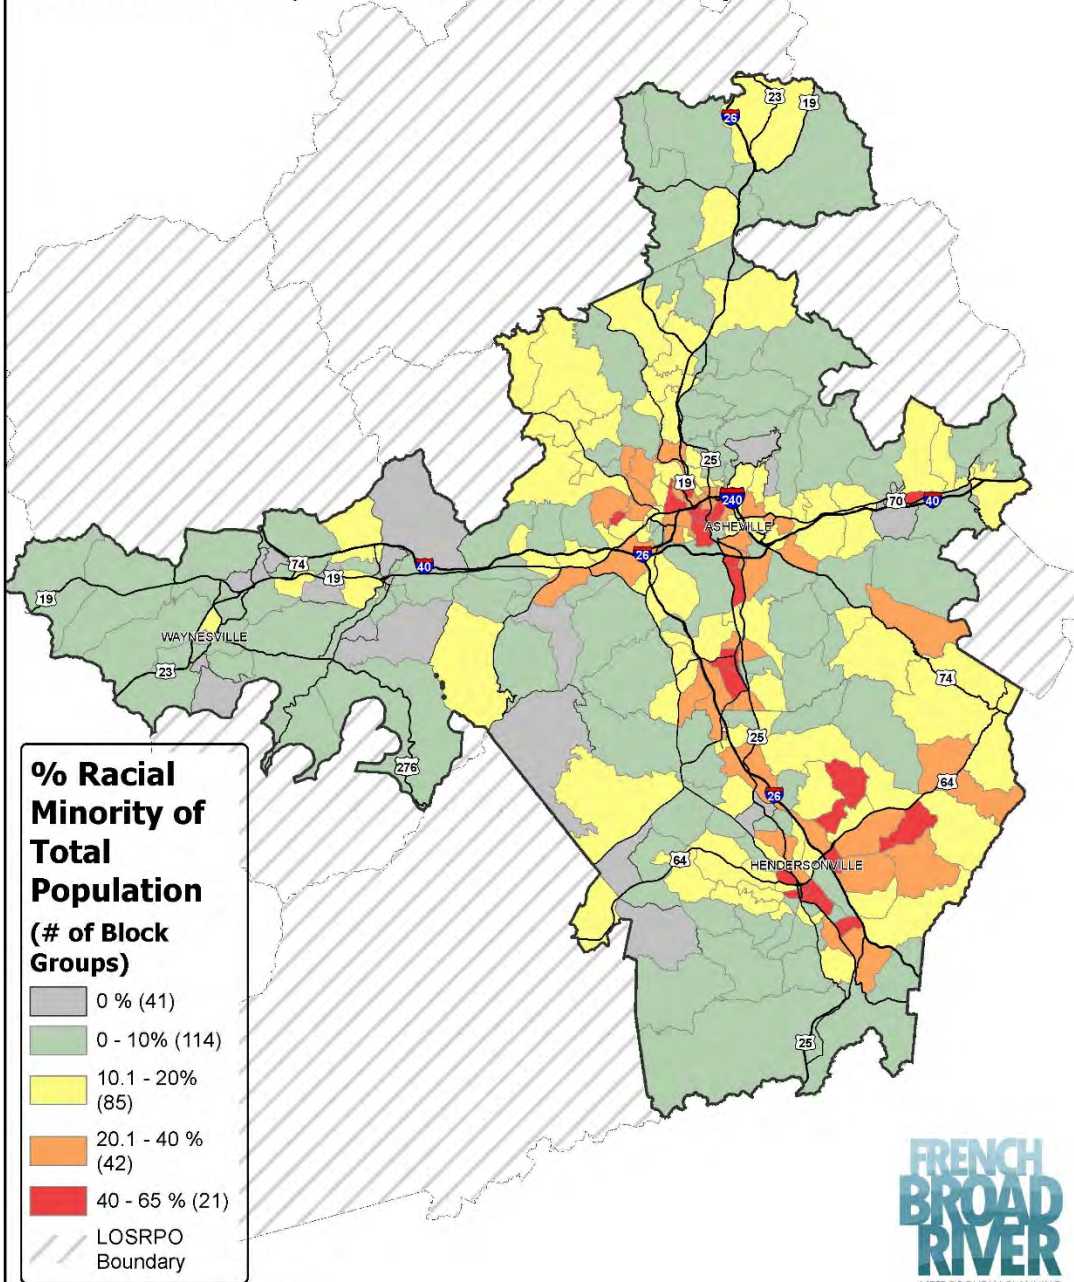 23
19
26
25
19
240
70
40
ASHEVILLE
26
74
40
19
19
WAYNESVILLE
23
74
276
25
64
26
64
HENDERSONVILLE
25
% Racial
Minority of
Total
Population
(# of Block
Groups)
0 % (41)
0 - 10% (114)
10.1 - 20%
(85)
20.1 - 40 %
(42)
40 - 65 % (21)
LOSRPO
Boundary
FRENCH
BROAD
RIVER